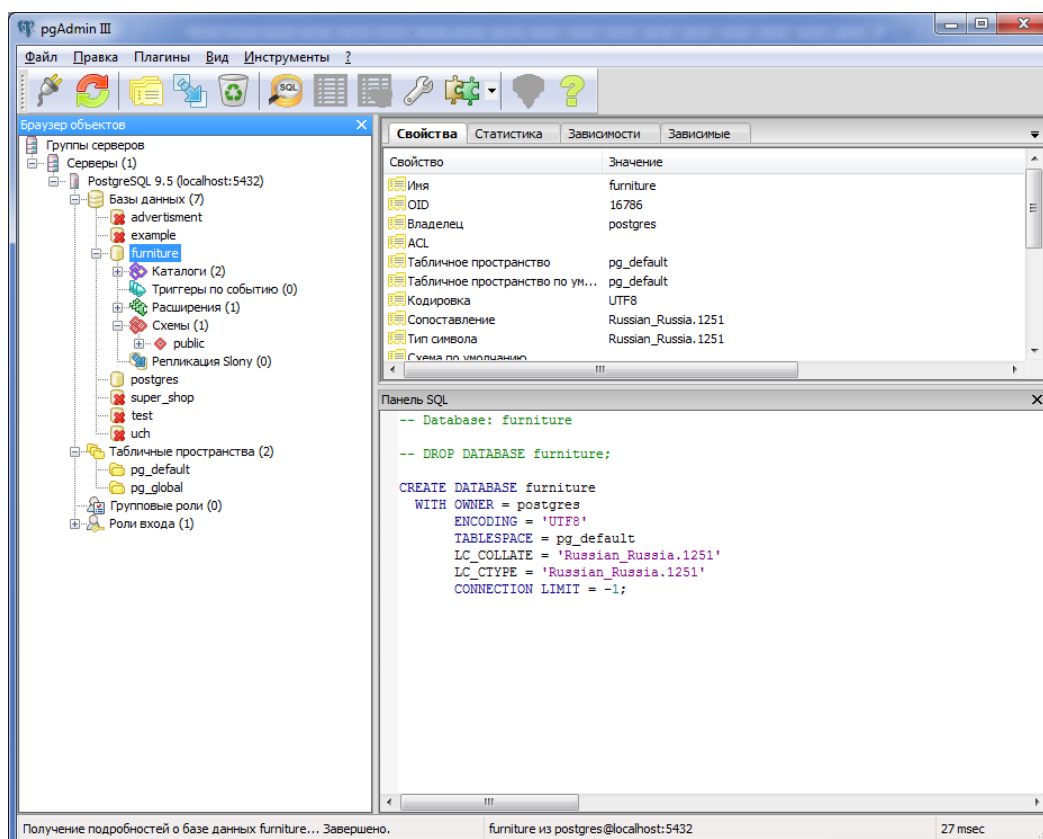 pgAdmin III
Файл Правка Плагины Вид Инструменты ?
SQL
Браузер объектов
Группы серверов
Серверы (1)
PostgreSQL 9.5 (localhost:5432)
Базы данных (7)
advertisment
example
furniture
Каталоги (2)
Триггеры по событию (0)
Расширения (1)
Схемы (1)
public
Репликация Slony (0)
postgres
super_shop
test
uch
Табличные пространства (2)
pg_default
pg_global
Групповые роли (0)
Роли входа (1)
Свойства Статистика Зависимости Зависимые
Свойство Значение
Имя furniture
OID 16786
Владелец postgres
ACL
Табличное пространство pg_default
Табличное пространство по ум... pg_default
Кодировка UTF8
Сопоставление Russian_Russia.1251
Тип символа Russian_Russia.1251
Схема по умолчанию
Панель SQL
-- Database: furniture
-- DROP DATABASE furniture;
CREATE DATABASE furniture
WITH OWNER = postgres
ENCODING = 'UTF8'
TABLESPACE = pg_default
LC_COLLATE = 'Russian_Russia.1251'
LC_CTYPE = 'Russian_Russia.1251'
CONNECTION LIMIT = -1;
Получение подробностей о базе данных furniture... Завершено. furniture из postgres@localhost:5432 27 msec